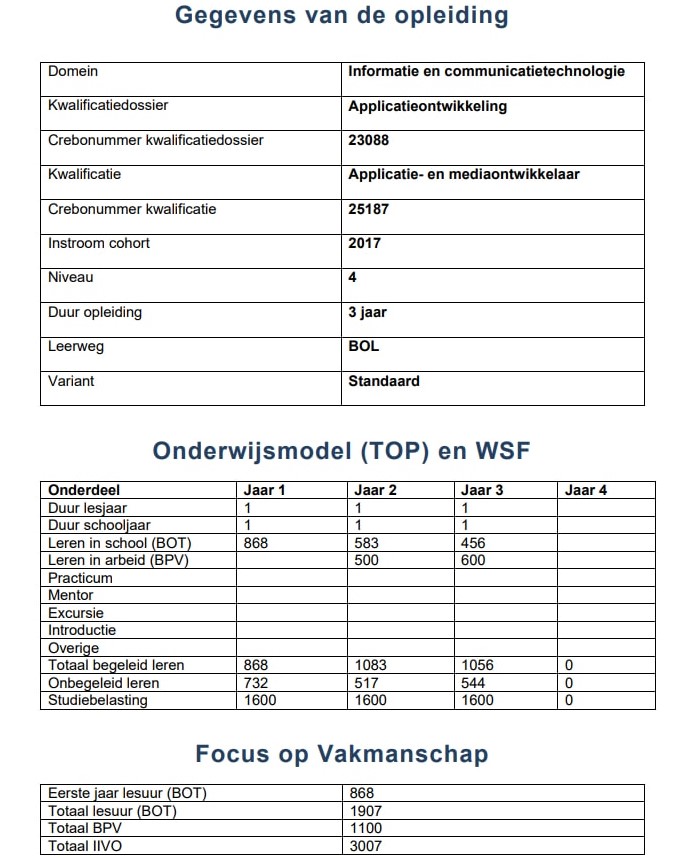 Gegevens van de opleiding
Domein Informatie en communicatietechnologie
Kwalificatiedossier Applicatieontwikkeling
Crebonummer kwalificatiedossier 23088
Kwalificatie Applicatie- en mediaontwikkelaar
Crebonummer kwalificatie 25187
Instroom cohort 2017
Niveau 4
Duur opleiding 3 jaar
Leerweg BOL
Variant Standaard
Onderwijsmodel (TOP) en WSF
Onderdeel Jaar 1 Jaar 2 Jaar 3 Jaar 4
Duur lesjaar 1 1 1
Duur schooljaar 1 1 1
Leren in school (BOT) 868 583 456
Leren in arbeid (BPV) 500 600
Practicum
Mentor
Excursie
Introductie
Overige
Totaal begeleid leren 868 1083 1056 0
Onbegeleid leren 732 517 544 0
Studiebelasting 1600 1600 1600 0
Focus op Vakmanschap
Eerste jaar lesuur (BOT) 868
Totaal lesuur (BOT) 1907
Totaal BPV 1100
Totaal IIVO 3007